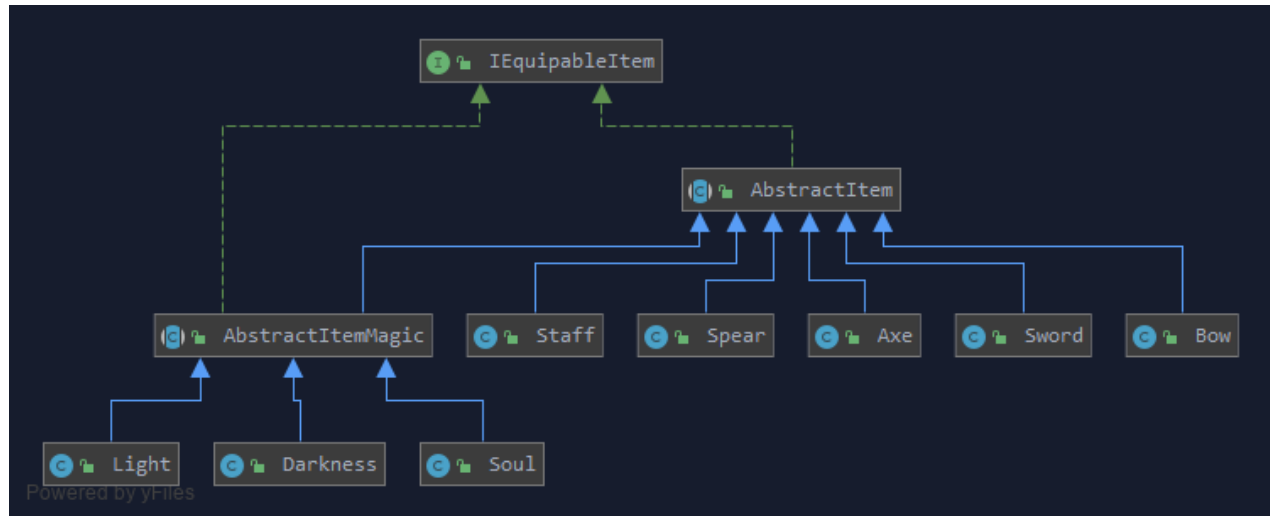 IEquipableItem
AbstractItem
AbstractItemMagic
Staff
Spear
Axe
Sword
Bow
Light
Darkness
Soul
Powered by yFiles